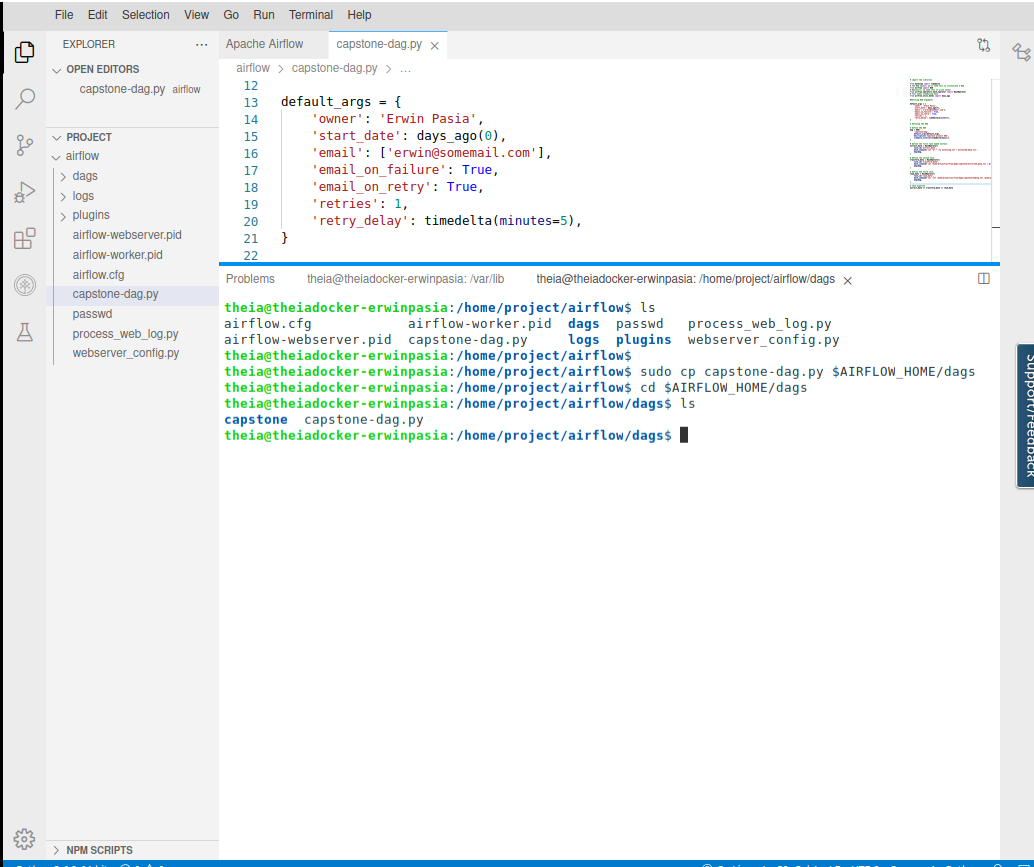 File Edit Selection View Go Run Terminal Help
EXPLORER
OPEN EDITORS
capstone-dag.py airflow
PROJECT
airflow
dags
logs
plugins
airflow-webserver.pid
airflow-worker.pid
airflow.cfg
capstone-dag.py
passwd
process_web_log.py
webserver_config.py
NPM SCRIPTS
Apache Airflow capstone-dag.py
airflow > capstone-dag.py > ...
12
13 default_args = {
14 'owner': 'Erwin Pasia',
15 'start_date': days_ago(0),
16 'email': ['erwin@somemail.com'],
17 'email_on_failure': True,
18 'email_on_retry': True,
19 'retries': 1,
20 'retry_delay': timedelta(minutes=5),
21 }
22
Problems theia@theiadocker-erwinpasia: /var/lib theia@theiadocker-erwinpasia: /home/project/airflow/dags
theia@theiadocker-erwinpasia:/home/project/airflow$ ls
airflow.cfg airflow-worker.pid dags passwd process_web_log.py
airflow-webserver.pid capstone-dag.py logs plugins webserver_config.py
theia@theiadocker-erwinpasia:/home/project/airflow$
theia@theiadocker-erwinpasia:/home/project/airflow$ sudo cp capstone-dag.py $AIRFLOW_HOME/dags
theia@theiadocker-erwinpasia:/home/project/airflow$ cd $AIRFLOW_HOME/dags
theia@theiadocker-erwinpasia:/home/project/airflow/dags$ ls
capstone capstone-dag.py
theia@theiadocker-erwinpasia:/home/project/airflow/dags$
Support/Feedback